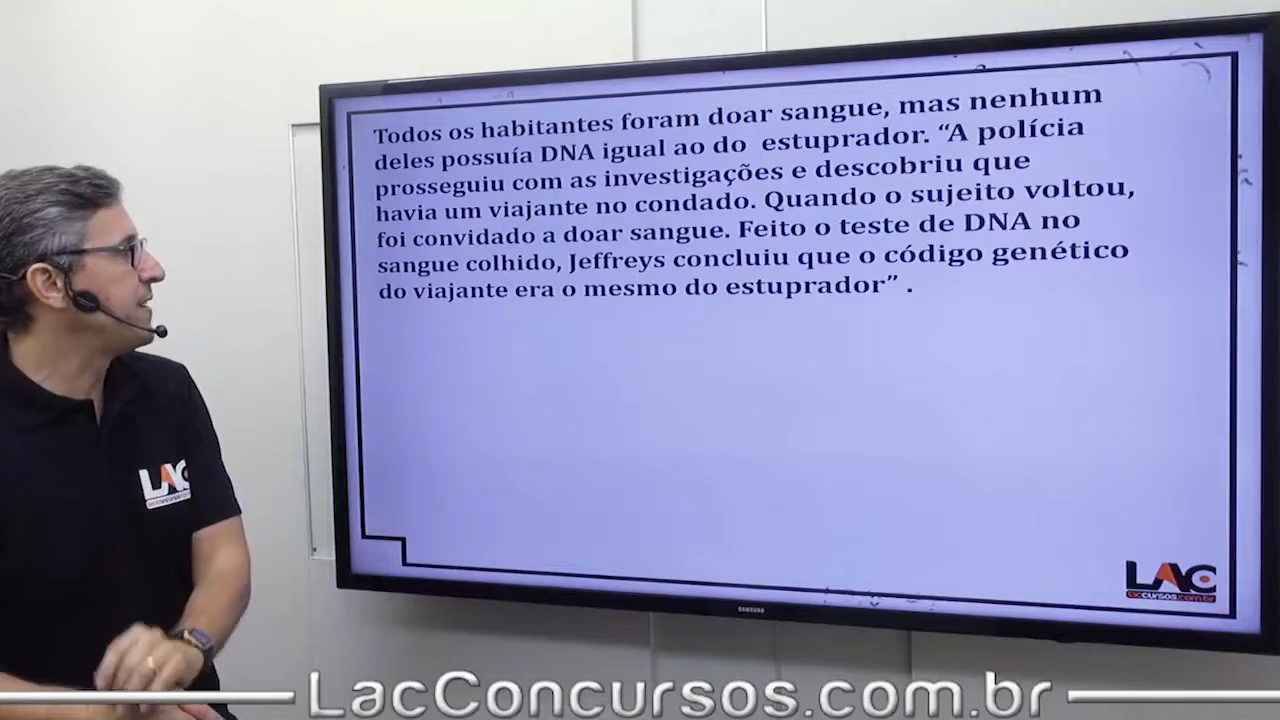 Todos os habitantes foram doar sangue, mas nenhum
deles possuía DNA igual ao do estuprador. “A polícia
prosseguiu com as investigações e descobriu que
havia um viajante no condado. Quando o sujeito voltou,
foi convidado a doar sangue. Feito o teste de DNA no
sangue colhido, Jeffreys concluiu que o código genético
do viajante era o mesmo do estuprador” .
LAC
LAC
laccursos.com.br
SAMSUNG
LacConcursos.com.br